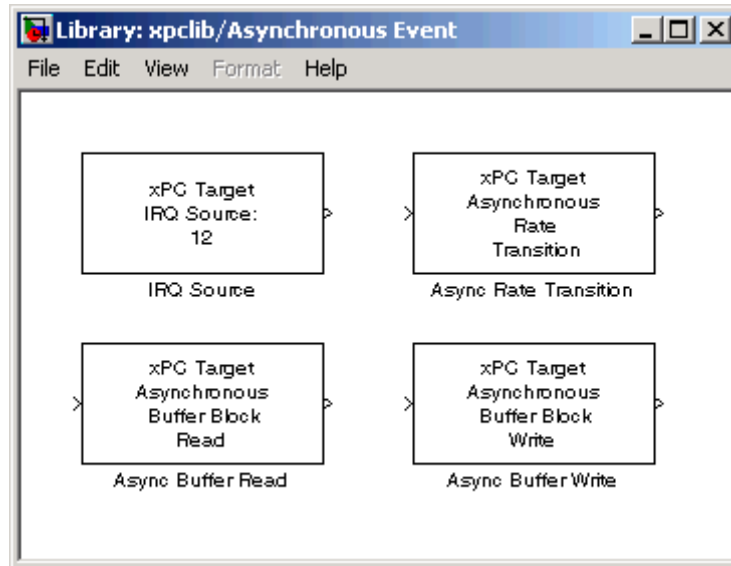 Library: xpclib/Asynchronous Event
File Edit View Format Help
xPC Target
IRQ Source:
12
IRQ Source
xPC Target
Asynchronous
Rate
Transition
Async Rate Transition
xPC Target
Asynchronous
Buffer Block
Read
Async Buffer Read
xPC Target
Asynchronous
Buffer Block
Write
Async Buffer Write